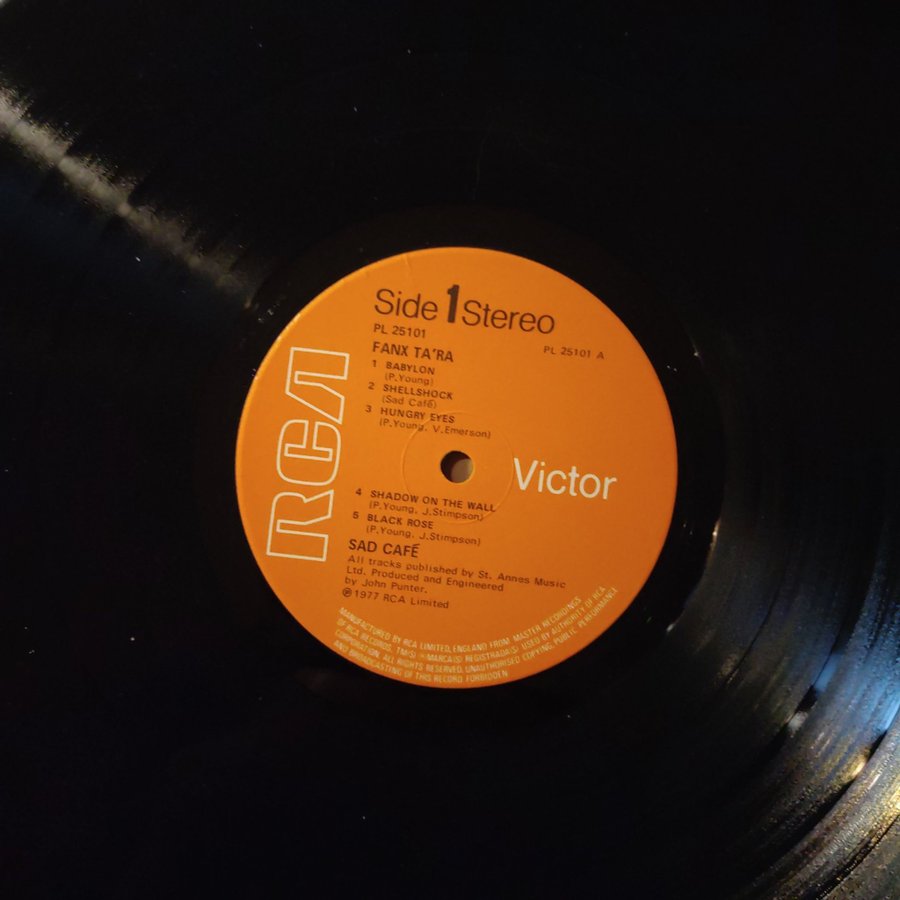 Side 1 Stereo
PL 25101
PL 25101 A
FANX TA'RA
1 BABYLON
(P.Young)
2 SHELLSHOCK
(Sad Café)
3 HUNGRY EYES
(P.Young, V.Emerson)
RCA
Victor
4 SHADOW ON THE WALL
(P.Young, J.Stimpson)
5 BLACK ROSE
(P.Young, J.Stimpson)
SAD CAFÉ
All tracks published by St. Annes Music
Ltd. Produced and Engineered
by John Punter.
℗ 1977 RCA Limited
MANUFACTURED BY RCA LIMITED, ENGLAND FROM MASTER RECORDINGS
OF RCA RECORDS. TM(S) ® MARCA(S) REGISTRADA(S) USED BY AUTHORITY OF RCA
CORPORATION. ALL RIGHTS RESERVED. UNAUTHORISED COPYING, PUBLIC PERFORMANCE
AND BROADCASTING OF THIS RECORD FORBIDDEN